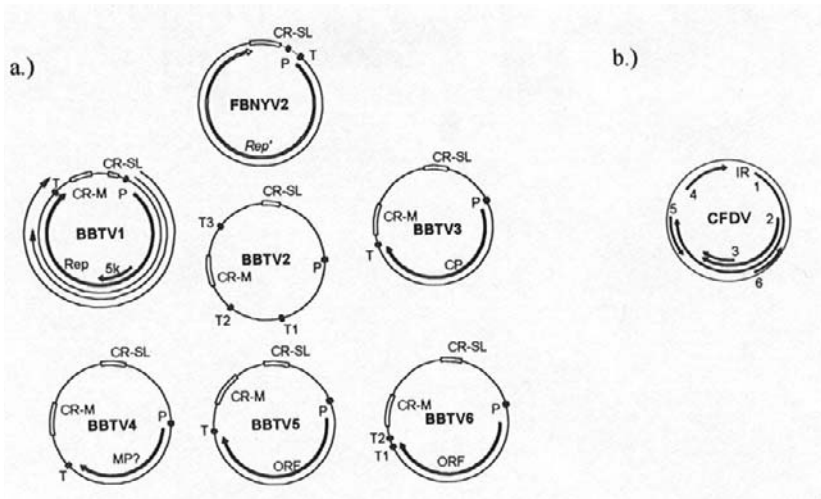 a.)
b.)
CR-SL
P
T
FBNYV2
Rep'
CR-SL
T
CR-M
P
BBTV1
Rep
5k
CR-SL
T3
BBTV2
CR-M
P
T2
T1
CR-SL
P
CR-M
BBTV3
T
CP
IR
1
4
5
CFDV
2
3
6
CR-SL
CR-M
P
BBTV4
MP?
T
CR-SL
CR-M
P
BBTV5
T
ORF
CR-SL
CR-M
P
BBTV6
T2
T1
ORF